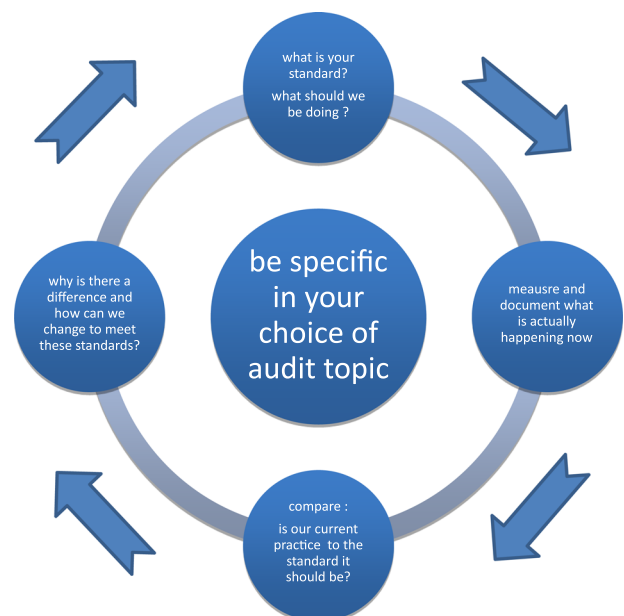 what is your
standard?
what should we
be doing ?
meausre and
document what
is actually
happening now
compare :
is our current
practice  to the
standard it
should be?
why is there a
difference and
how can we
change to meet
these standards?
be specific
in your
choice of
audit topic